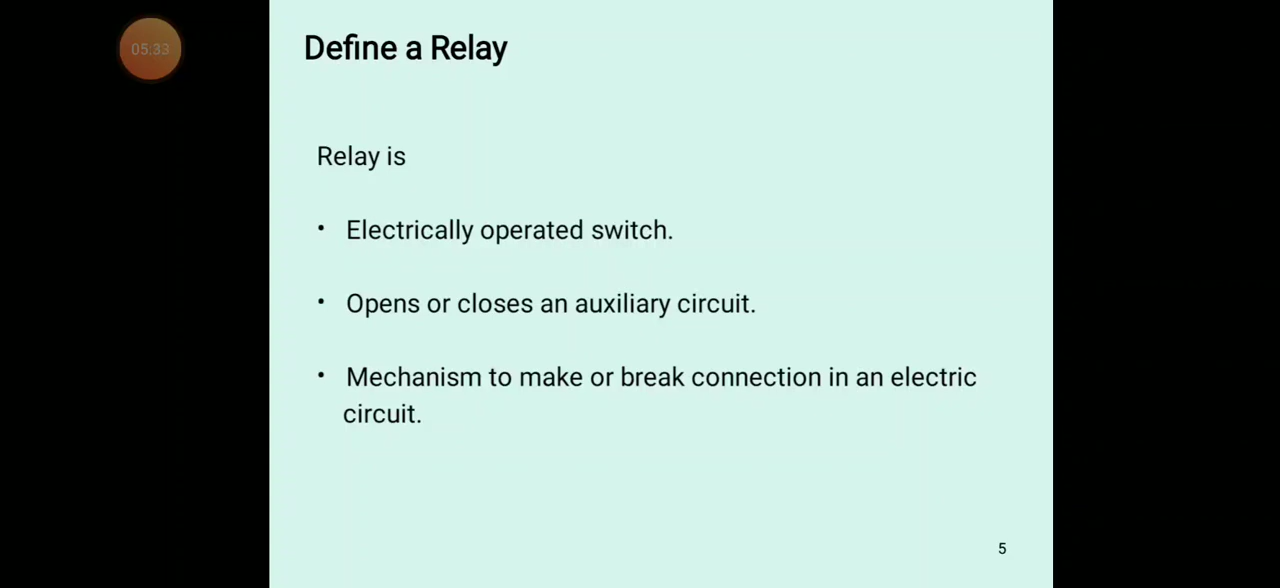 05:33
Define a Relay
Relay is
• Electrically operated switch.
• Opens or closes an auxiliary circuit.
• Mechanism to make or break connection in an electric
circuit.
5